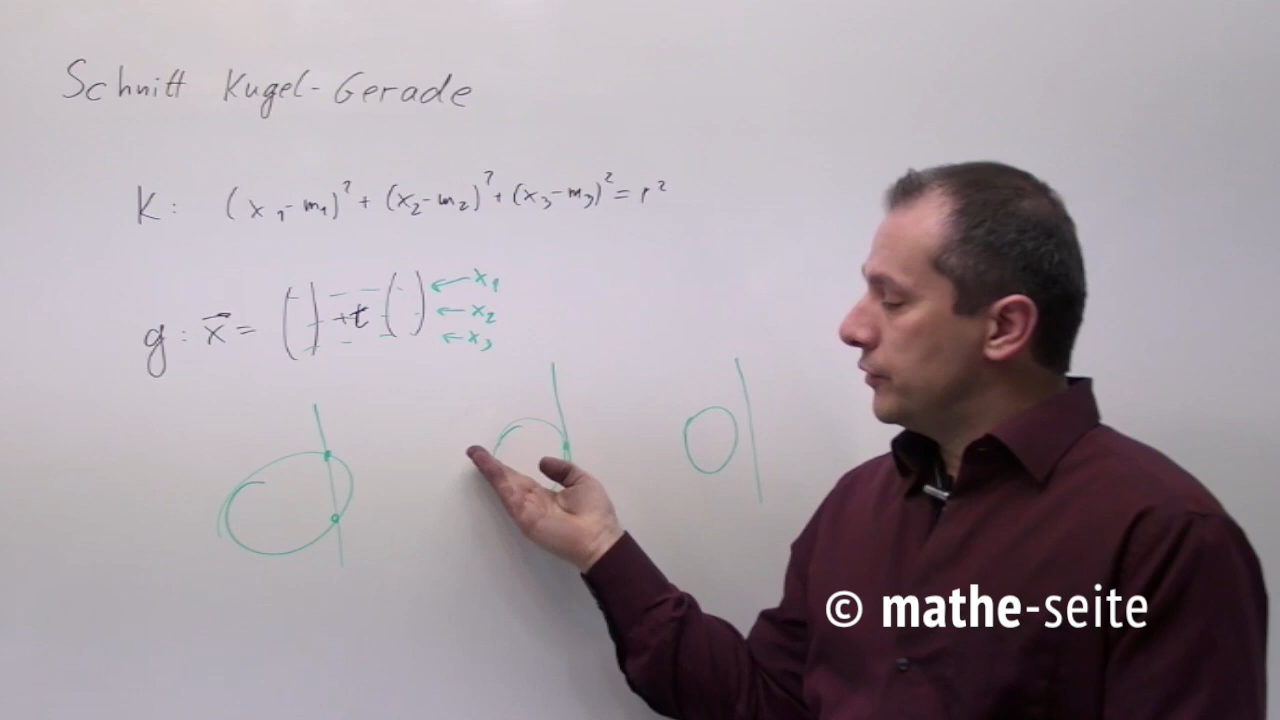 Schnitt Kugel-Gerade
K: (x₁-m₁)² + (x₂-m₂)² + (x₃-m₃)² = r²
g: x⃗ = ( ) +t ( ) ← x₁
← x₂
← x₃
© mathe-seite